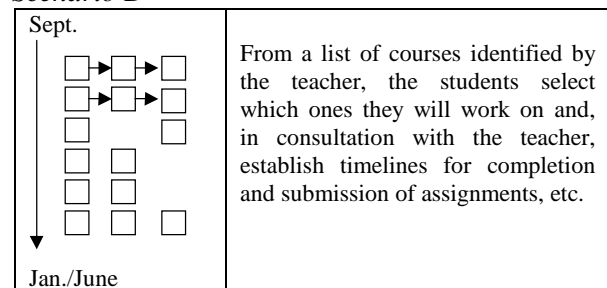 Sept.
From a list of courses identified by
the teacher, the students select
which ones they will work on and,
in consultation with the teacher,
establish timelines for completion
and submission of assignments, etc.
Jan./June